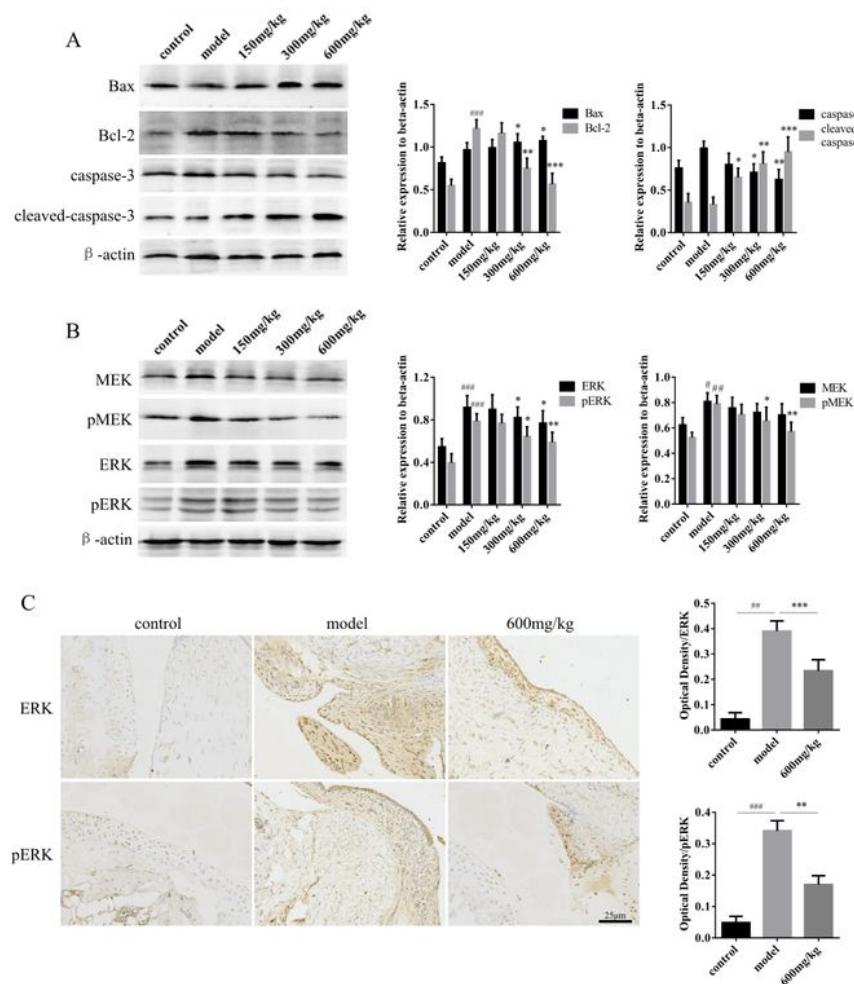 A
control
model
150mg/kg
300mg/kg
600mg/kg
Bax
Bcl-2
caspase-3
cleaved-caspase-3
β-actin
Relative expression to beta-actin
1.5
1.0
0.5
0.0
###
*
**
*
***
Bax
Bcl-2
control
model
150mg/kg
300mg/kg
600mg/kg
Relative expression to beta-actin
1.5
1.0
0.5
0.0
*
*
**
**
***
caspase
cleaved
caspase
control
model
150mg/kg
300mg/kg
600mg/kg
B
control
model
150mg/kg
300mg/kg
600mg/kg
MEK
pMEK
ERK
pERK
β-actin
Relative expression to beta-actin
1.2
0.8
0.4
0.0
###
###
*
*
*
**
ERK
pERK
control
model
150mg/kg
300mg/kg
600mg/kg
Relative expression to beta-actin
1.0
0.8
0.6
0.4
0.2
0.0
#
##
*
**
MEK
pMEK
control
model
150mg/kg
300mg/kg
600mg/kg
C
control
model
600mg/kg
ERK
pERK
25μm
Optical Density/ERK
0.5
0.4
0.3
0.2
0.1
0.0
##
***
control
model
600mg/kg
Optical Density/pERK
0.4
0.3
0.2
0.1
0.0
###
**
control
model
600mg/kg